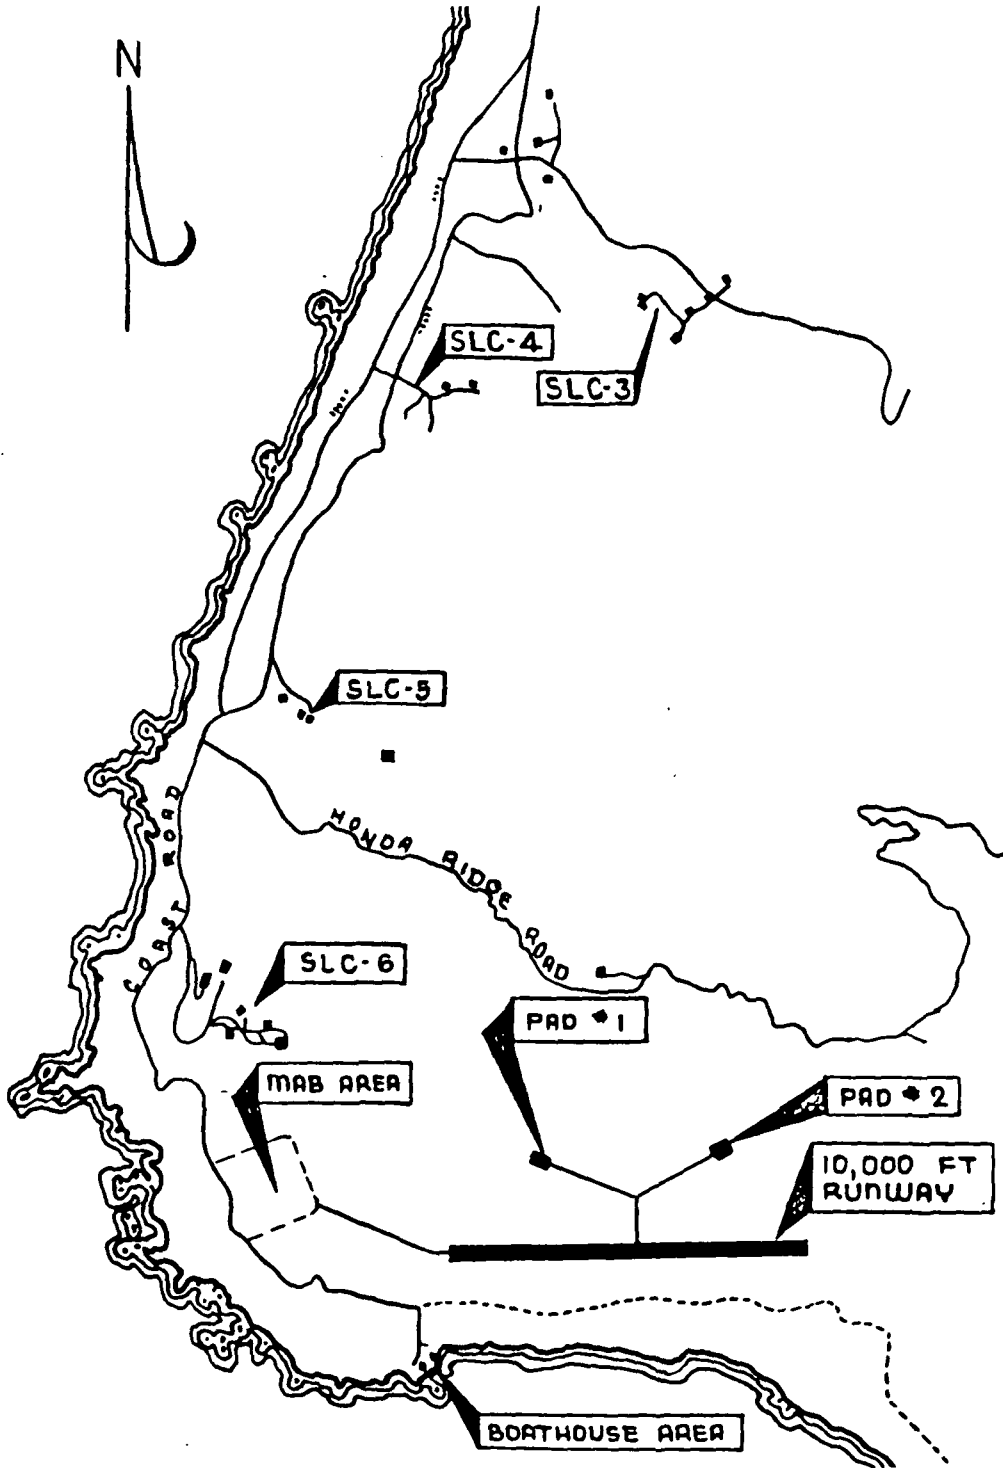 N
SLC-4
SLC-3
SLC-5
COAST ROAD
HONDA RIDGE ROAD
SLC-6
PAD #1
MAB AREA
PAD #2
10,000 FT
RUNWAY
BOATHOUSE AREA